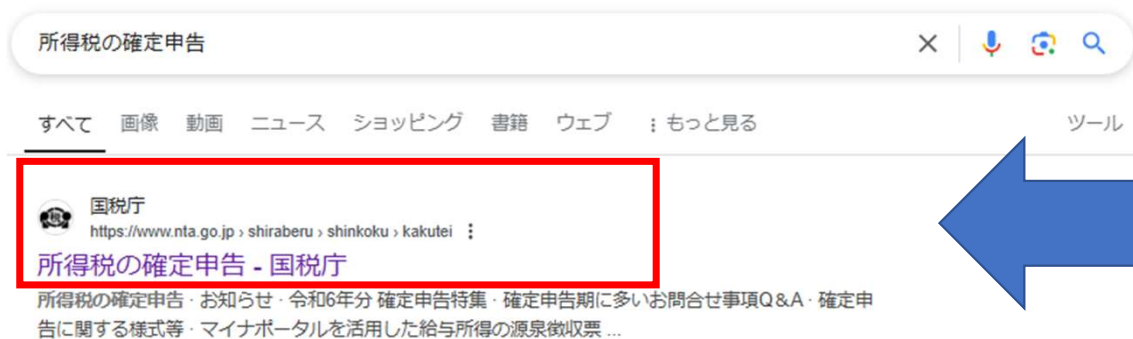 所得税の確定申告
すべて 画像 動画 ニュース ショッピング 書籍 ウェブ ⋮ もっと見る ツール
国税庁
https://www.nta.go.jp › shiraberu › shinkoku › kakutei ⋮
所得税の確定申告 - 国税庁
所得税の確定申告 · お知らせ · 令和6年分 確定申告特集 · 確定申告期に多いお問合せ事項Q&A · 確定申
告に関する様式等 · マイナポータルを活用した給与所得の源泉徴収票 ...